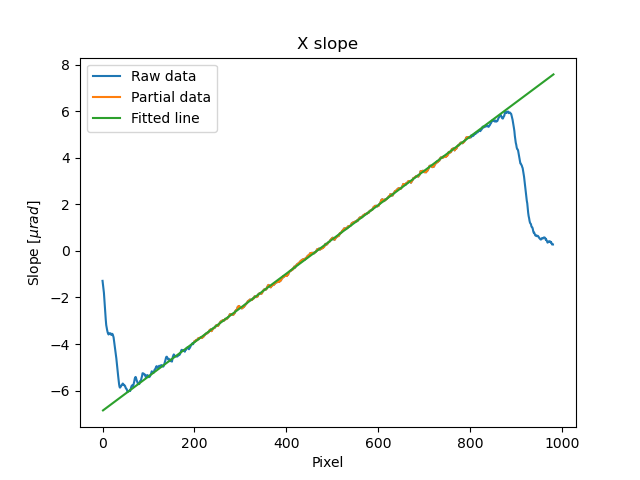 X slope
Raw data
Partial data
Fitted line
8
6
4
2
0
−2
−4
−6
Slope [μrad]
0 200 400 600 800 1000
Pixel